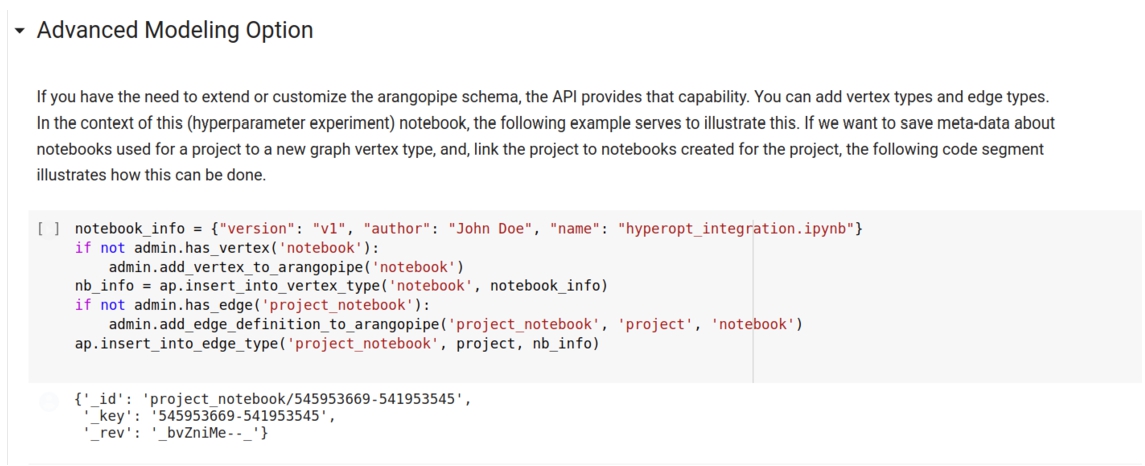 Advanced Modeling Option
If you have the need to extend or customize the arangopipe schema, the API provides that capability. You can add vertex types and edge types.
In the context of this (hyperparameter experiment) notebook, the following example serves to illustrate this. If we want to save meta-data about
notebooks used for a project to a new graph vertex type, and, link the project to notebooks created for the project, the following code segment
illustrates how this can be done.
[ ] notebook_info = {"version": "v1", "author": "John Doe", "name": "hyperopt_integration.ipynb"}
if not admin.has_vertex('notebook'):
    admin.add_vertex_to_arangopipe('notebook')
nb_info = ap.insert_into_vertex_type('notebook', notebook_info)
if not admin.has_edge('project_notebook'):
    admin.add_edge_definition_to_arangopipe('project_notebook', 'project', 'notebook')
ap.insert_into_edge_type('project_notebook', project, nb_info)
{'_id': 'project_notebook/545953669-541953545',
 '_key': '545953669-541953545',
 '_rev': '_bvZniMe--_'}